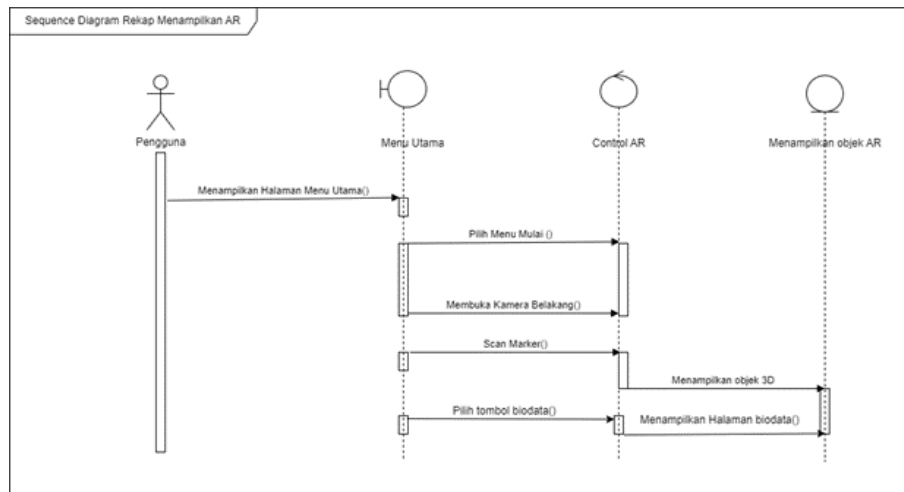 Sequence Diagram Rekap Menampilkan AR
Pengguna
Menu Utama
Control AR
Menampilkan objek AR
Menampilkan Halaman Menu Utama()
Pilih Menu Mulai ()
Membuka Kamera Belakang()
Scan Marker()
Menampilkan objek 3D
Pilih tombol biodata()
Menampilkan Halaman biodata()